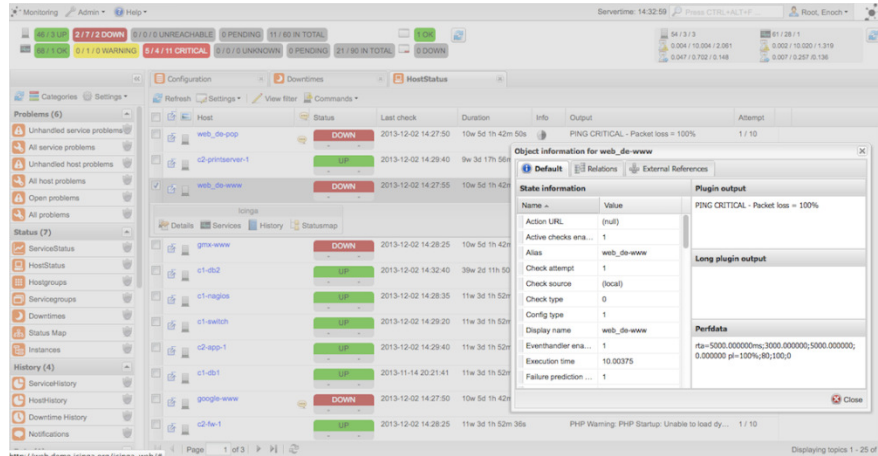 Monitoring Admin Help Servertime: 14:32:59 Press CTRL+ALT+F... Root, Enoch
46 / 3 UP 2 / 7 / 2 DOWN 0 / 0 / 0 UNREACHABLE 0 PENDING 11 / 60 IN TOTAL 1 OK
68 / 1 OK 0 / 1 / 0 WARNING 5 / 4 / 11 CRITICAL 0 / 0 / 0 UNKNOWN 0 PENDING 21 / 90 IN TOTAL 0 DOWN
54 / 3 / 3 61 / 28 / 1
0.004 / 10.004 / 2.061 0.002 / 10.020 / 1.319
0.047 / 0.702 / 0.148 0.007 / 0.257 /0.136
Categories Settings
Problems (6)
Unhandled service problems
All service problems
Unhandled host problems
All host problems
Open problems
All problems
Status (7)
ServiceStatus
HostStatus
Hostgroups
Servicegroups
Downtimes
Status Map
Instances
History (4)
ServiceHistory
HostHistory
Downtime History
Notifications
Configuration Downtimes HostStatus
Refresh Settings View filter Commands
Host Status Last check Duration Info Output Attempt
web_de-pop DOWN 2013-12-02 14:27:50 10w 5d 1h 42m 50s PING CRITICAL - Packet loss = 100% 1 / 10
c2-printserver-1 UP 2013-12-02 14:29:40 9w 3d 17h 56m
web_de-www DOWN 2013-12-02 14:27:55 10w 5d 1h 42m
Icinga
Details Services History Statusmap
gmx-www DOWN 2013-12-02 14:28:25 10w 5d 1h 42m
c1-db2 UP 2013-12-02 14:32:40 39w 2d 11h 50
c1-nagios UP 2013-12-02 14:28:35 11w 3d 1h 52m
c1-switch UP 2013-12-02 14:29:20 11w 3d 1h 52m
c2-app-1 UP 2013-12-02 14:29:40 11w 3d 1h 52m
c1-db1 UP 2013-11-14 20:21:41 11w 3d 1h 52m
google-www DOWN 2013-12-02 14:27:50 10w 5d 1h 42m
c2-fw-1 UP 2013-12-02 14:28:25 11w 3d 1h 52m 36s PHP Warning: PHP Startup: Unable to load dy... 1 / 10
Page 1 of 3 Displaying topics 1 - 25 of
Object information for web_de-www
Default Relations External References
State information
Name Value
Action URL (null)
Active checks ena... 1
Alias web_de-www
Check attempt 1
Check source (local)
Check type 0
Config type 1
Display name web_de-www
Eventhandler ena... 1
Execution time 10.00375
Failure prediction ... 1
Plugin output
PING CRITICAL - Packet loss = 100%
Long plugin output
Perfdata
rta=5000.000000ms;3000.000000;5000.000000;
0.000000 pl=100%;80;100;0
Close